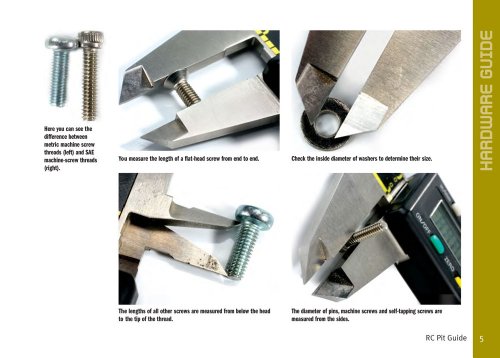 HARDWARE GUIDE
Here you can see the
difference between
metric machine screw
threads (left) and SAE
machine-screw threads
(right).
You measure the length of a flat-head screw from end to end.
Check the inside diameter of washers to determine their size.
The lengths of all other screws are measured from below the head
to the tip of the thread.
The diameter of pins, machine screws and self-tapping screws are
measured from the sides.
RC Pit Guide 5